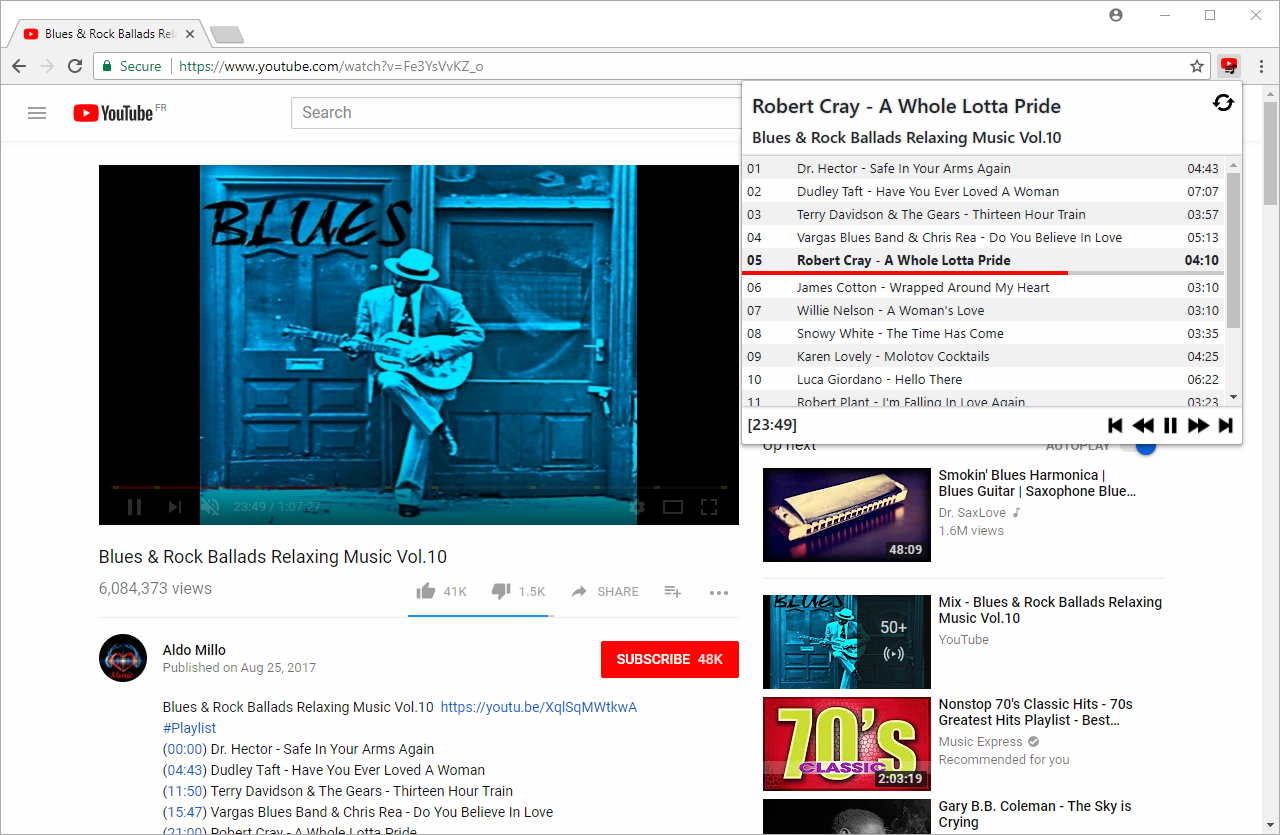 Blues & Rock Ballads Rel
Secure https://www.youtube.com/watch?v=Fe3YsVvKZ_o
YouTube FR
Search
Robert Cray - A Whole Lotta Pride
Blues & Rock Ballads Relaxing Music Vol.10
01 Dr. Hector - Safe In Your Arms Again 04:43
02 Dudley Taft - Have You Ever Loved A Woman 07:07
03 Terry Davidson & The Gears - Thirteen Hour Train 03:57
04 Vargas Blues Band & Chris Rea - Do You Believe In Love 05:13
05 Robert Cray - A Whole Lotta Pride 04:10
06 James Cotton - Wrapped Around My Heart 03:10
07 Willie Nelson - A Woman's Love 03:10
08 Snowy White - The Time Has Come 03:35
09 Karen Lovely - Molotov Cocktails 04:25
10 Luca Giordano - Hello There 06:22
11 Robert Plant - I'm Falling In Love Again 03:23
[23:49]
BLUES
23:49 / 1:07:27
Blues & Rock Ballads Relaxing Music Vol.10
6,084,373 views
41K 1.5K SHARE
Aldo Millo
Published on Aug 25, 2017
SUBSCRIBE 48K
Blues & Rock Ballads Relaxing Music Vol.10 https://youtu.be/XqlSqMWtkwA
#Playlist
(00:00) Dr. Hector - Safe In Your Arms Again
(04:43) Dudley Taft - Have You Ever Loved A Woman
(11:50) Terry Davidson & The Gears - Thirteen Hour Train
(15:47) Vargas Blues Band & Chris Rea - Do You Believe In Love
(21:00) Robert Cray - A Whole Lotta Pride
Up next AUTOPLAY
Smokin' Blues Harmonica |
Blues Guitar | Saxophone Blue…
Dr. SaxLove
1.6M views
48:09
Mix - Blues & Rock Ballads Relaxing
Music Vol.10
YouTube
BLUES
50+
Nonstop 70's Classic Hits - 70s
Greatest Hits Playlist - Best…
Music Express
Recommended for you
70's
CLASSIC
2:03:19
Gary B.B. Coleman - The Sky is
Crying